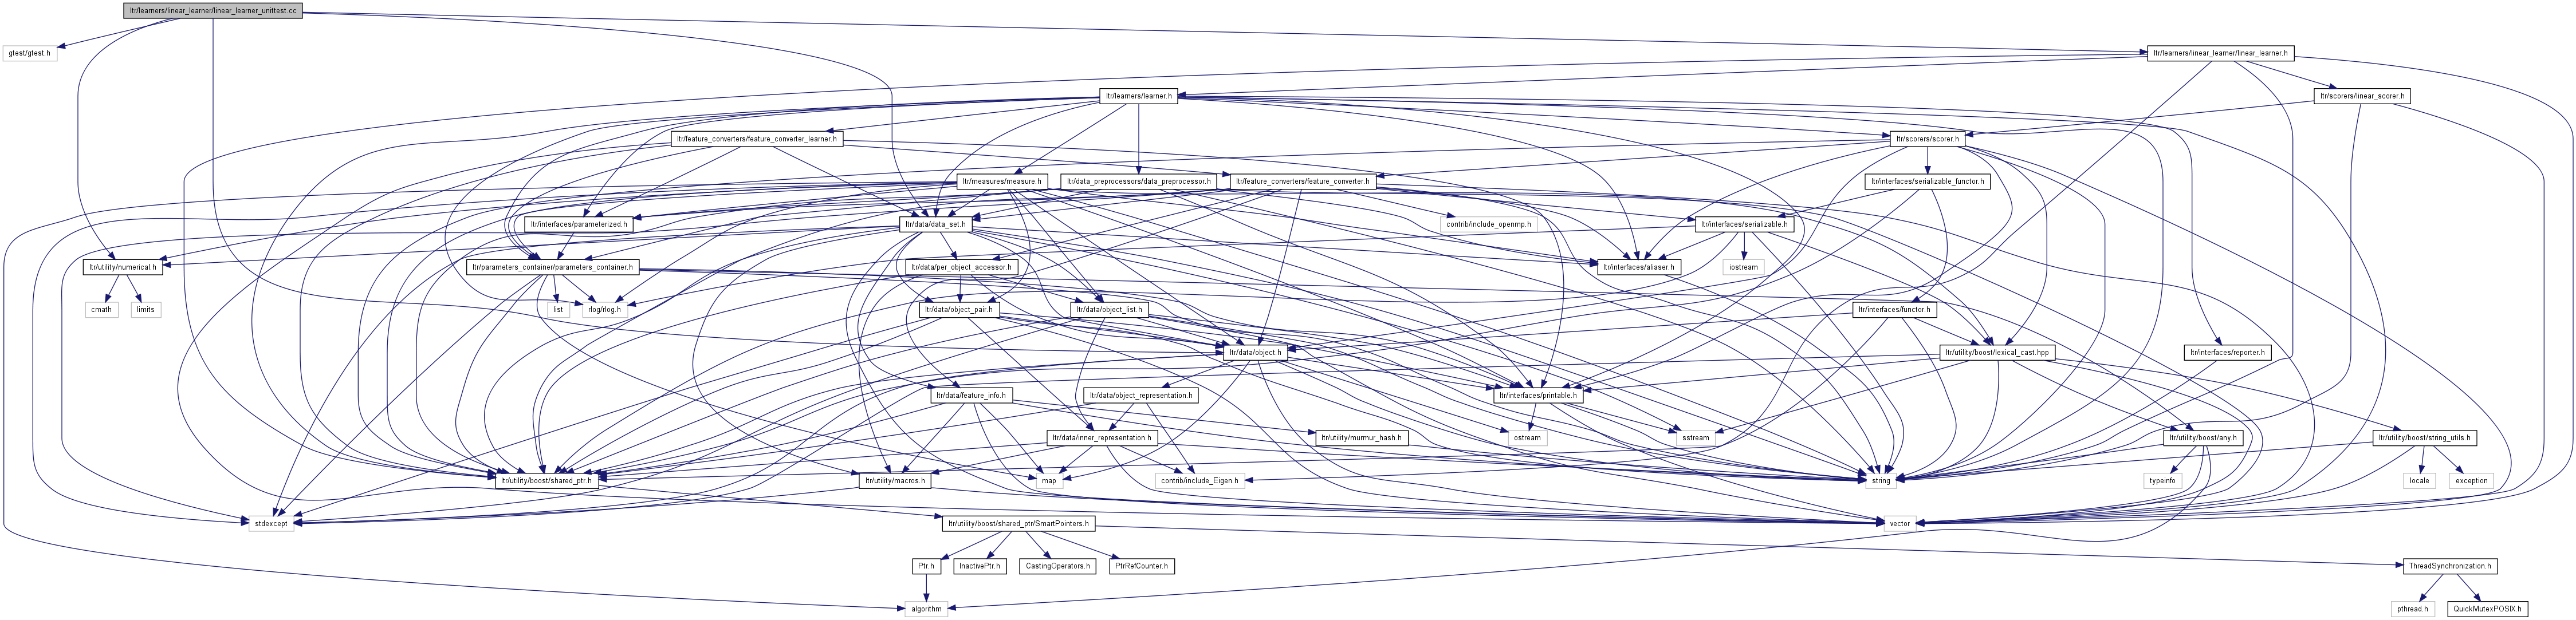 ltr/learners/linear_learner/linear_learner_unittest.cc
gtest/gtest.h
ltr/learners/linear_learner/linear_learner.h
ltr/learners/learner.h
ltr/scorers/linear_scorer.h
ltr/feature_converters/feature_converter_learner.h
ltr/scorers/scorer.h
ltr/measures/measure.h
ltr/data_preprocessors/data_preprocessor.h
ltr/feature_converters/feature_converter.h
ltr/interfaces/serializable_functor.h
ltr/interfaces/parameterized.h
ltr/data/data_set.h
contrib/include_openmp.h
ltr/interfaces/serializable.h
ltr/utility/numerical.h
ltr/parameters_container/parameters_container.h
ltr/data/per_object_accessor.h
ltr/interfaces/aliaser.h
iostream
cmath
limits
list
rlog/rlog.h
ltr/data/object_pair.h
ltr/data/object_list.h
ltr/interfaces/functor.h
ltr/data/object.h
ltr/utility/boost/lexical_cast.hpp
ltr/interfaces/reporter.h
ltr/data/feature_info.h
ltr/data/object_representation.h
ltr/interfaces/printable.h
ltr/data/inner_representation.h
ltr/utility/murmur_hash.h
ostream
sstream
ltr/utility/boost/any.h
ltr/utility/boost/string_utils.h
ltr/utility/boost/shared_ptr.h
ltr/utility/macros.h
map
contrib/include_Eigen.h
string
typeinfo
locale
exception
stdexcept
ltr/utility/boost/shared_ptr/SmartPointers.h
vector
Ptr.h
InactivePtr.h
CastingOperators.h
PtrRefCounter.h
ThreadSynchronization.h
algorithm
pthread.h
QuickMutexPOSIX.h